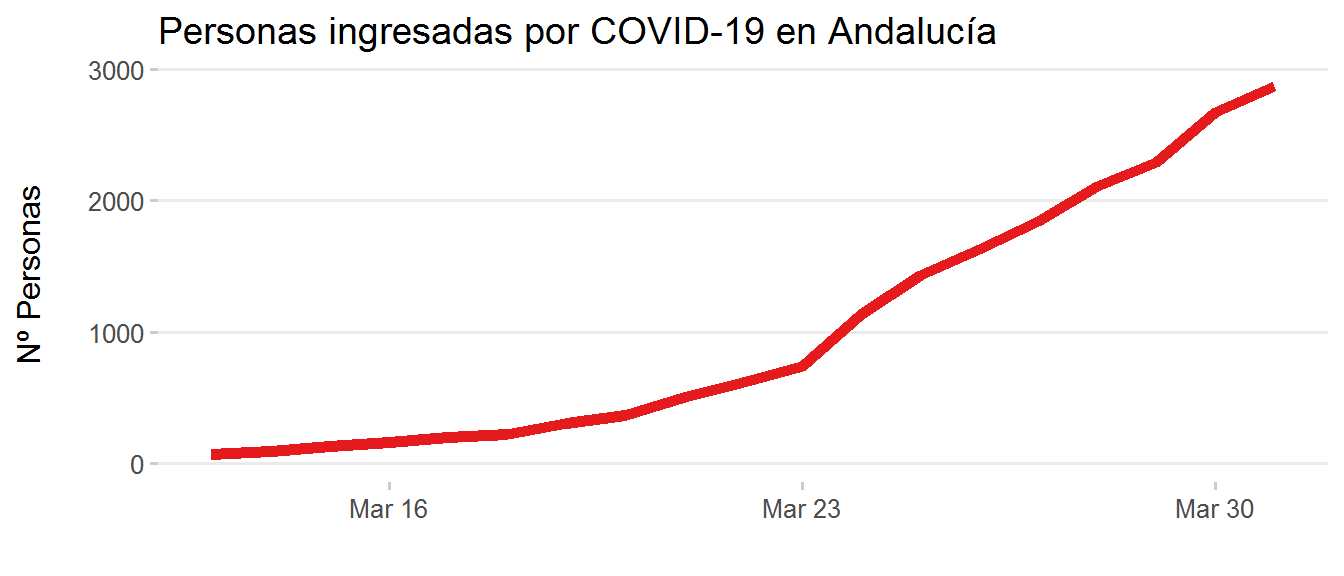 Personas ingresadas por COVID-19 en Andalucía
Nº Personas
3000
2000
1000
0
Mar 16
Mar 23
Mar 30